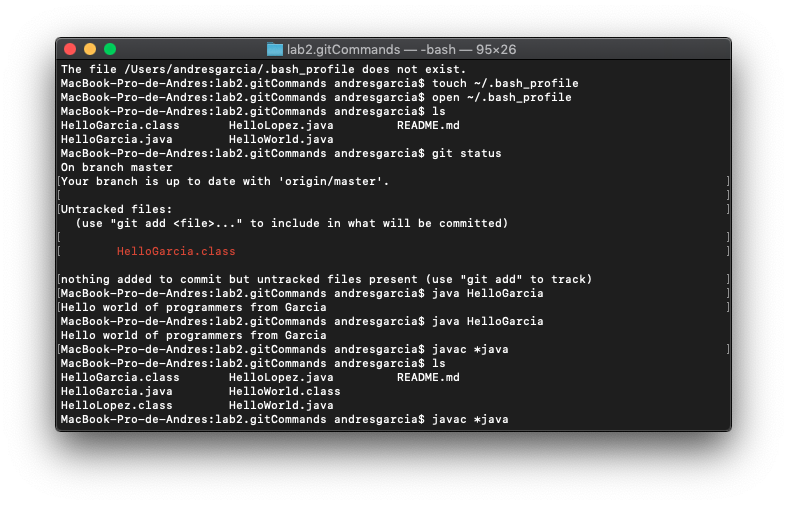 lab2.gitCommands — -bash — 95×26
The file /Users/andresgarcia/.bash_profile does not exist.
MacBook-Pro-de-Andres:lab2.gitCommands andresgarcia$ touch ~/.bash_profile
MacBook-Pro-de-Andres:lab2.gitCommands andresgarcia$ open ~/.bash_profile
MacBook-Pro-de-Andres:lab2.gitCommands andresgarcia$ ls
HelloGarcia.class       HelloLopez.java         README.md
HelloGarcia.java        HelloWorld.java
MacBook-Pro-de-Andres:lab2.gitCommands andresgarcia$ git status
On branch master
[Your branch is up to date with 'origin/master'. ]
[ ]
[Untracked files: ]
  (use "git add <file>..." to include in what will be committed)
[ ]
[        HelloGarcia.class ]

[nothing added to commit but untracked files present (use "git add" to track) ]
[MacBook-Pro-de-Andres:lab2.gitCommands andresgarcia$ java HelloGarcia ]
[Hello world of programmers from Garcia ]
MacBook-Pro-de-Andres:lab2.gitCommands andresgarcia$ java HelloGarcia
Hello world of programmers from Garcia
[MacBook-Pro-de-Andres:lab2.gitCommands andresgarcia$ javac *java ]
MacBook-Pro-de-Andres:lab2.gitCommands andresgarcia$ ls
HelloGarcia.class       HelloLopez.java         README.md
HelloGarcia.java        HelloWorld.class
HelloLopez.class        HelloWorld.java
MacBook-Pro-de-Andres:lab2.gitCommands andresgarcia$ javac *java